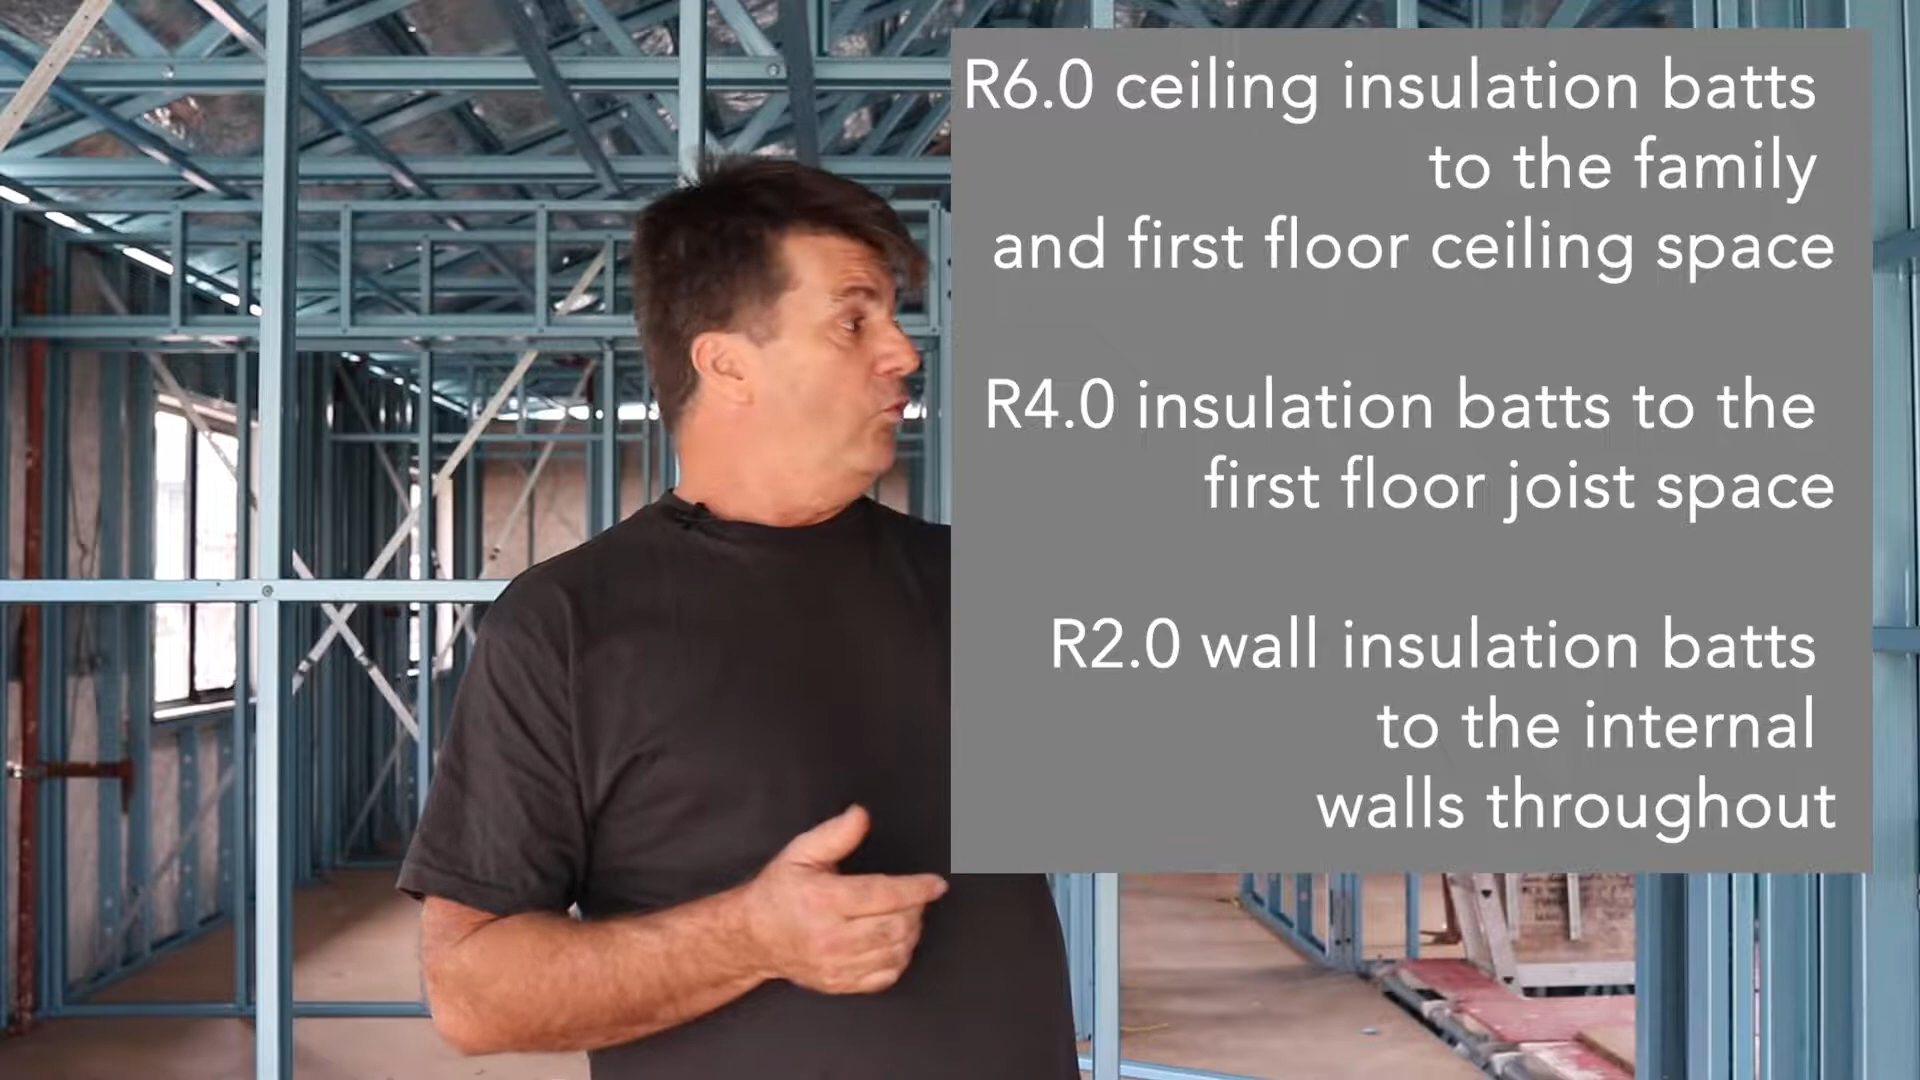 R6.0 ceiling insulation batts
to the family
and first floor ceiling space
R4.0 insulation batts to the
first floor joist space
R2.0 wall insulation batts
to the internal
walls throughout